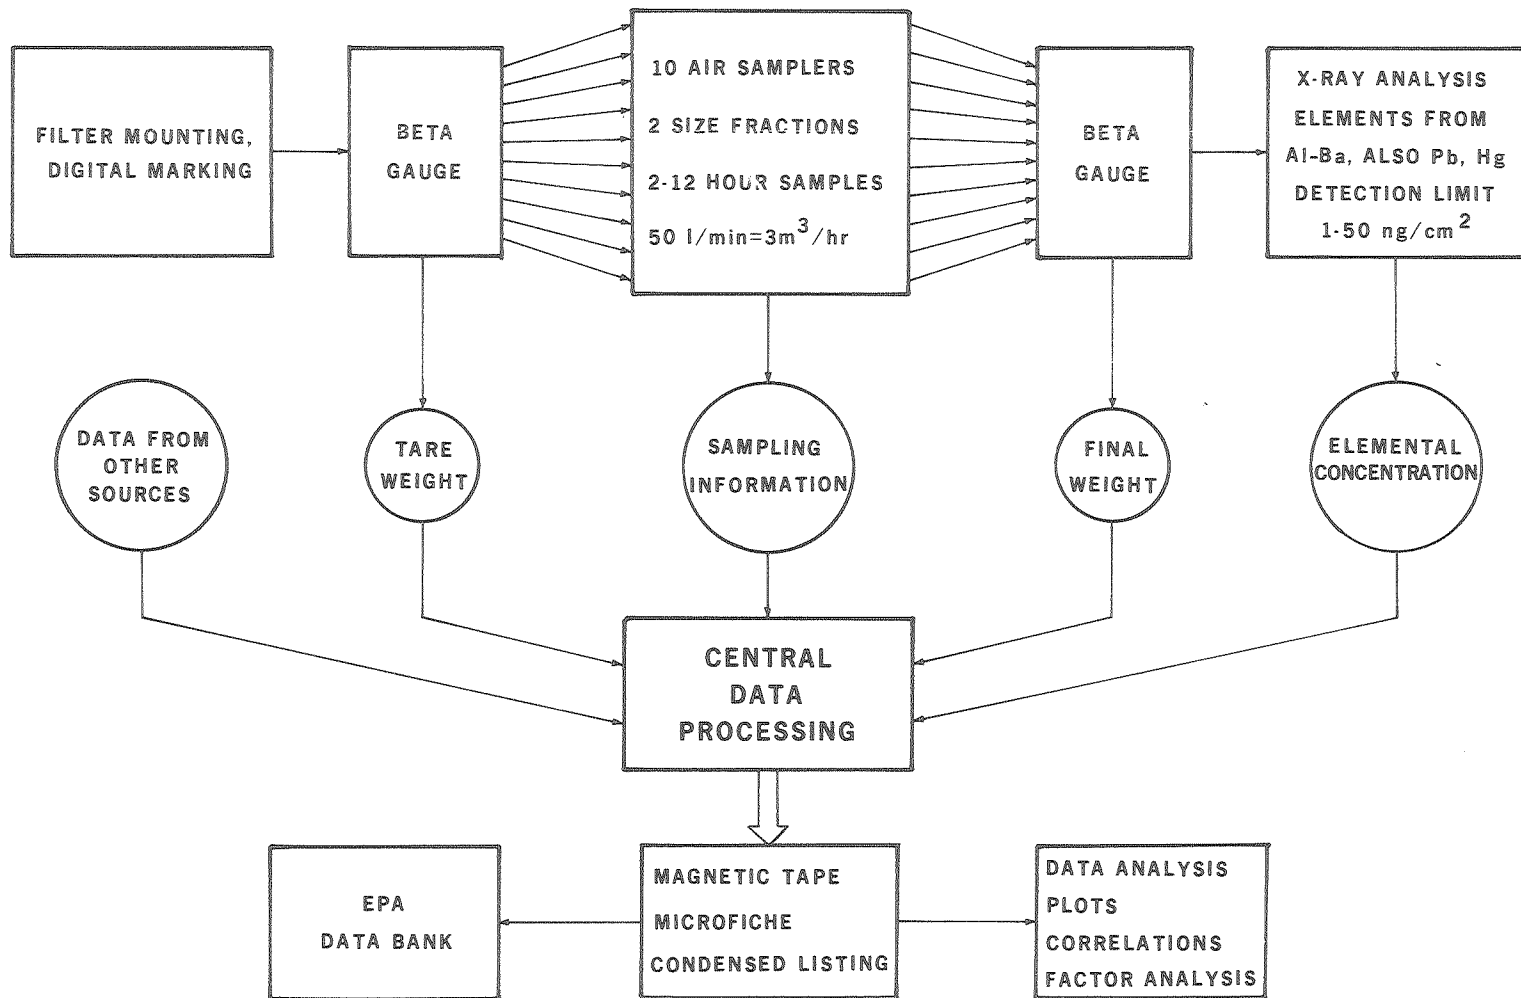 FILTER MOUNTING,
DIGITAL MARKING
BETA
GAUGE
10 AIR SAMPLERS
2 SIZE FRACTIONS
2-12 HOUR SAMPLES
50 l/min=3m³/hr
BETA
GAUGE
X-RAY ANALYSIS
ELEMENTS FROM
Al-Ba, ALSO Pb, Hg
DETECTION LIMIT
1-50 ng/cm²
DATA FROM
OTHER
SOURCES
TARE
WEIGHT
SAMPLING
INFORMATION
FINAL
WEIGHT
ELEMENTAL
CONCENTRATION
CENTRAL
DATA
PROCESSING
EPA
DATA BANK
MAGNETIC TAPE
MICROFICHE
CONDENSED LISTING
DATA ANALYSIS
PLOTS
CORRELATIONS
FACTOR ANALYSIS